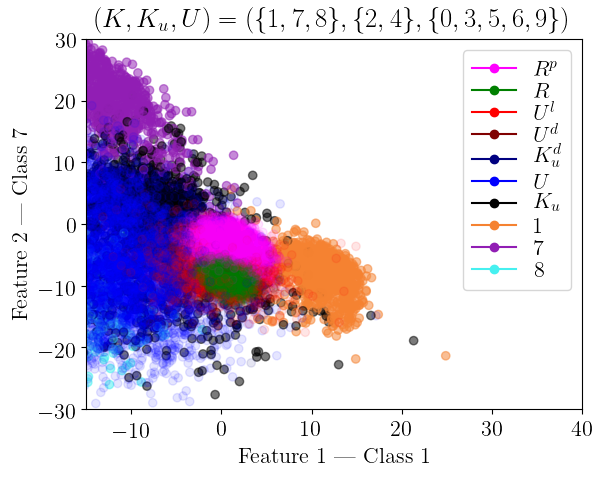 (K, K_u, U) = ({1, 7, 8}, {2, 4}, {0, 3, 5, 6, 9})
Feature 2 — Class 7
30
20
10
0
−10
−20
−30
R^p
R
U^l
U^d
K_u^d
U
K_u
1
7
8
−10
0
10
20
30
40
Feature 1 — Class 1